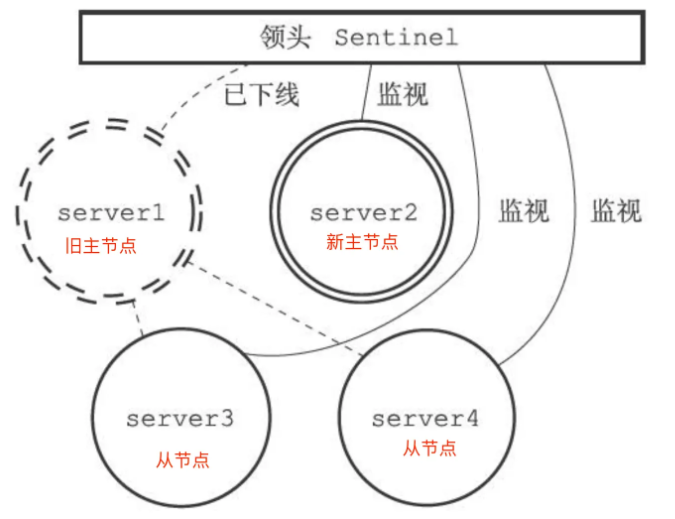 领头 Sentinel
已下线
监视
server1
旧主节点
server2
新主节点
监视
监视
server3
从节点
server4
从节点